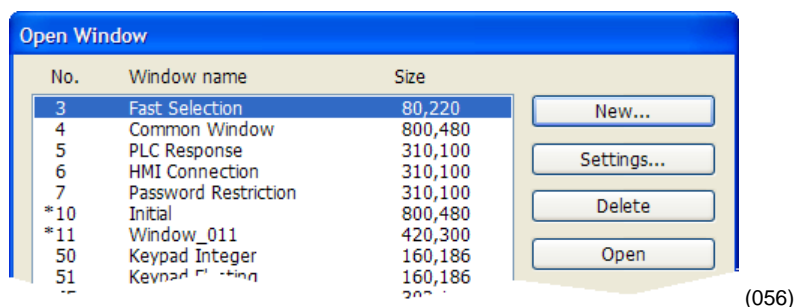 Open Window
No. Window name Size
3 Fast Selection 80,220
4 Common Window 800,480
5 PLC Response 310,100
6 HMI Connection 310,100
7 Password Restriction 310,100
*10 Initial 800,480
*11 Window_011 420,300
50 Keypad Integer 160,186
51 Keypad 160,186
New...
Settings...
Delete
Open
(056)